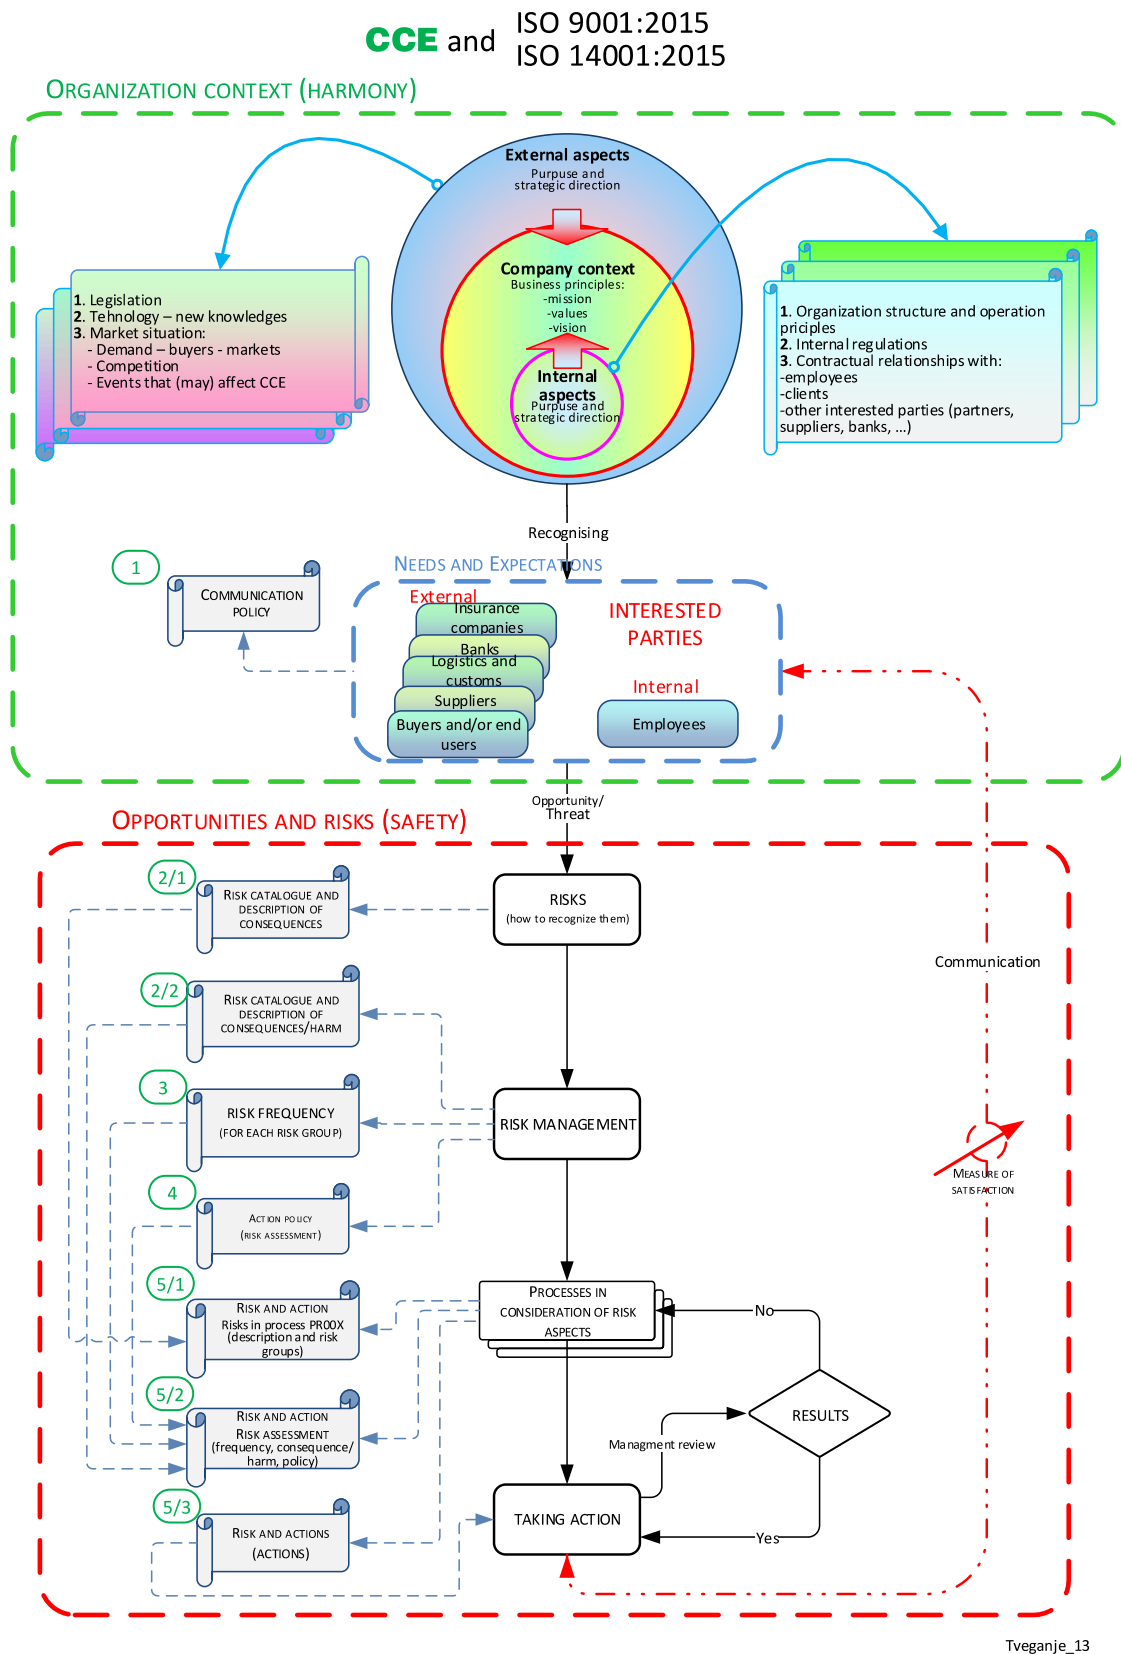 CCE and
ISO 9001:2015
ISO 14001:2015
ORGANIZATION CONTEXT (HARMONY)
External aspects
Purpuse and
strategic direction
Company context
Business principles:
-mission
-values
-vision
Internal
aspects
Purpuse and
strategic direction
1. Legislation
2. Tehnology – new knowledges
3. Market situation:
- Demand – buyers - markets
- Competition
- Events that (may) affect CCE
1. Organization structure and operation
priciples
2. Internal regulations
3. Contractual relationships with:
-employees
-clients
-other interested parties (partners,
suppliers, banks, ...)
Recognising
1
COMMUNICATION
POLICY
NEEDS AND EXPECTATIONS
External
Insurance
companies
Banks
Logistics and
customs
Suppliers
Buyers and/or end
users
INTERESTED
PARTIES
Internal
Employees
Opportunity/
Threat
OPPORTUNITIES AND RISKS (SAFETY)
2/1
RISK CATALOGUE AND
DESCRIPTION OF
CONSEQUENCES
RISKS
(how to recognize them)
Communication
2/2
RISK CATALOGUE AND
DESCRIPTION OF
CONSEQUENCES/HARM
3
RISK FREQUENCY
(FOR EACH RISK GROUP)
RISK MANAGEMENT
MEASURE OF
SATISFACTION
4
ACTION POLICY
(RISK ASSESSMENT)
5/1
RISK AND ACTION
Risks in process PR00X
(description and risk
groups)
PROCESSES IN
CONSIDERATION OF RISK
ASPECTS
No
5/2
RISK AND ACTION
RISK ASSESSMENT
(frequency, consequence/
harm, policy)
RESULTS
Managment review
5/3
RISK AND ACTIONS
(ACTIONS)
TAKING ACTION
Yes
Tveganje_13